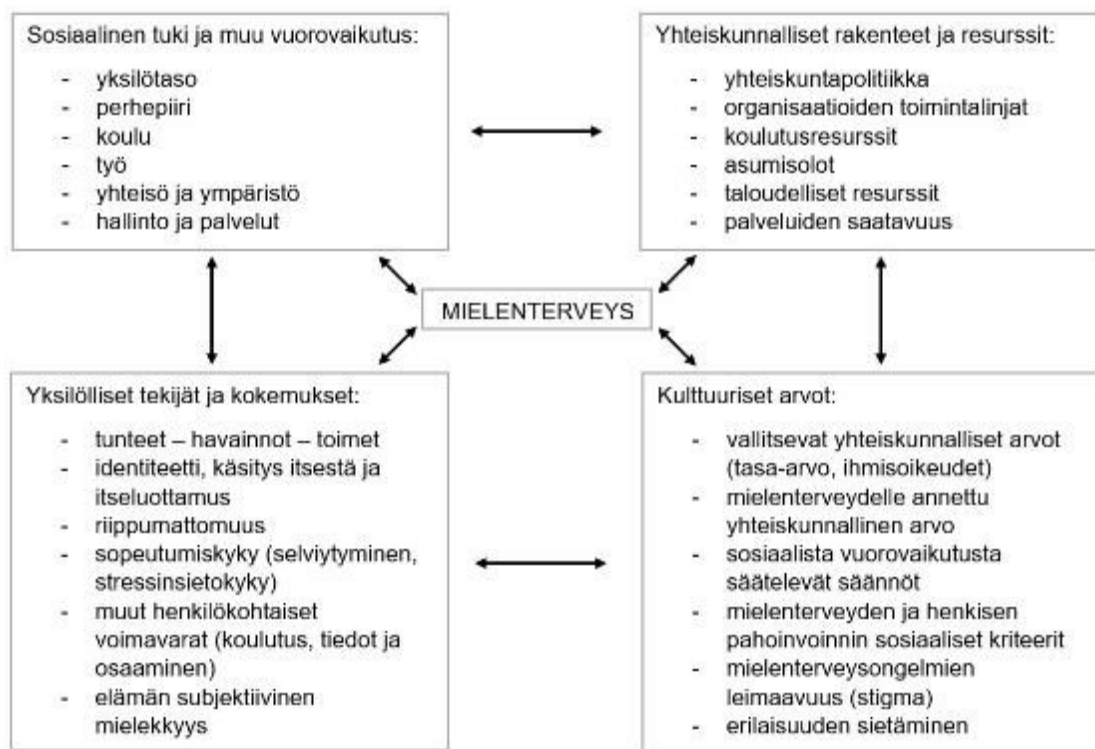 Sosiaalinen tuki ja muu vuorovaikutus:
- yksilötaso
- perhepiiri
- koulu
- työ
- yhteisö ja ympäristö
- hallinto ja palvelut
Yhteiskunnalliset rakenteet ja resurssit:
- yhteiskuntapolitiikka
- organisaatioiden toimintalinjat
- koulutusresurssit
- asumisolot
- taloudelliset resurssit
- palveluiden saatavuus
MIELENTERVEYS
Yksilölliset tekijät ja kokemukset:
- tunteet – havainnot – toimet
- identiteetti, käsitys itsestä ja
itseluottamus
- riippumattomuus
- sopeutumiskyky (selviytyminen,
stressinsietokyky)
- muut henkilökohtaiset
voimavarat (koulutus, tiedot ja
osaaminen)
- elämän subjektiivinen
mielekkyys
Kulttuuriset arvot:
- vallitsevat yhteiskunnalliset arvot
(tasa-arvo, ihmisoikeudet)
- mielenterveydelle annettu
yhteiskunnallinen arvo
- sosiaalista vuorovaikutusta
säätelevät säännöt
- mielenterveyden ja henkisen
pahoinvoinnin sosiaaliset kriteerit
- mielenterveysongelmien
leimaavuus (stigma)
- erilaisuuden sietäminen